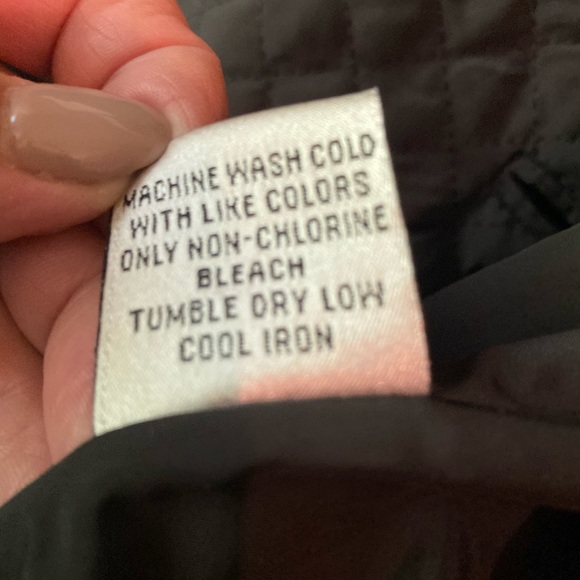 MACHINE WASH COLD
WITH LIKE COLORS
ONLY NON-CHLORINE
BLEACH
TUMBLE DRY LOW
COOL IRON